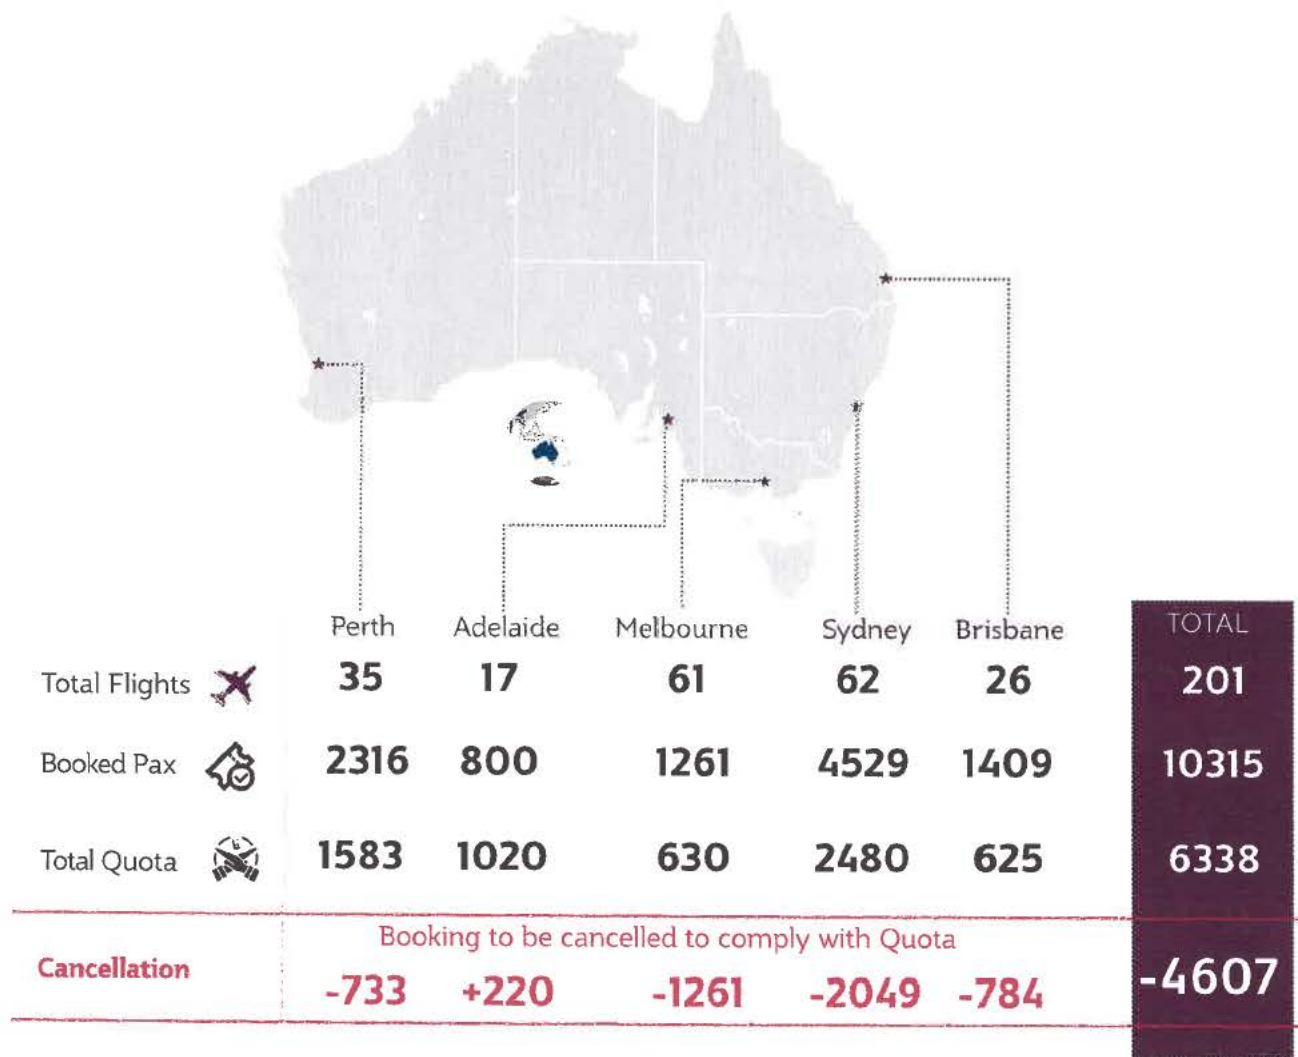 Perth Adelaide Melbourne Sydney Brisbane TOTAL
Total Flights 35 17 61 62 26 201
Booked Pax 2316 800 1261 4529 1409 10315
Total Quota 1583 1020 630 2480 625 6338
Booking to be cancelled to comply with Quota
Cancellation -733 +220 -1261 -2049 -784 -4607